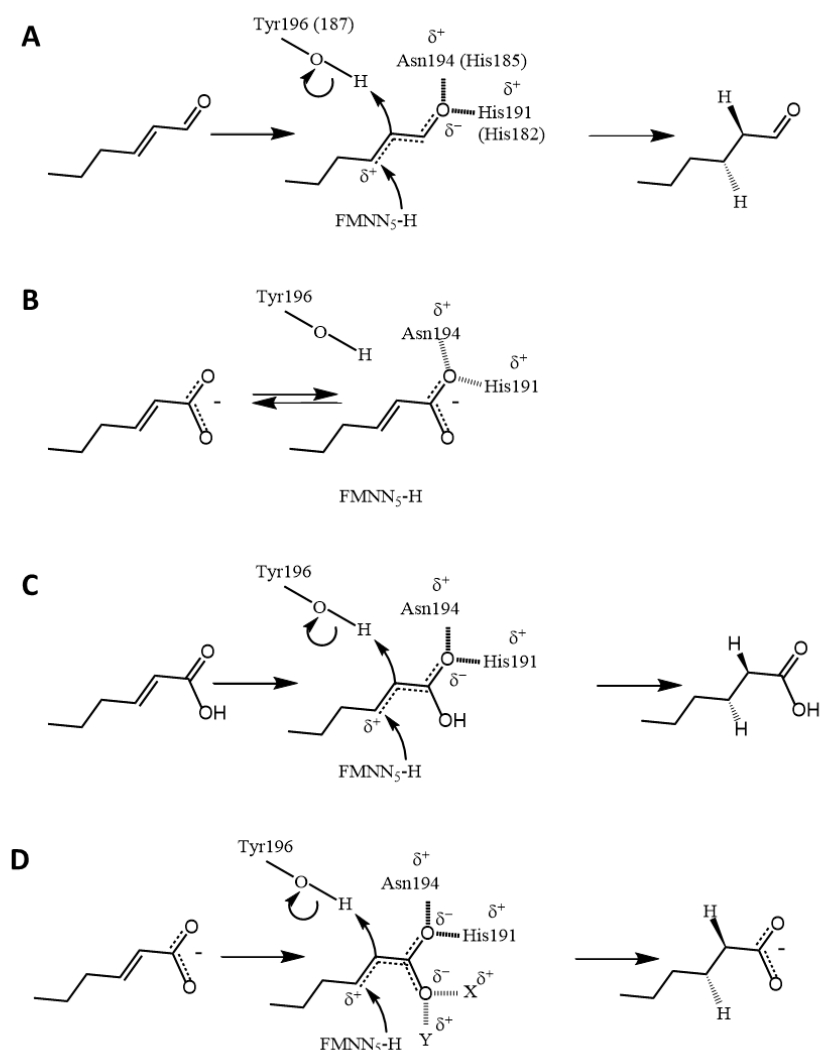 A
Tyr196 (187)
O
H
δ+
Asn194 (His185)
δ+
O
His191
(His182)
δ−
O
δ+
FMNN5-H
H
O
H
B
Tyr196
O
H
δ+
Asn194
δ+
O
His191
O
-
O
-
O
O
FMNN5-H
C
Tyr196
O
H
δ+
Asn194
δ+
O
His191
δ−
O
OH
δ+
OH
FMNN5-H
H
O
OH
H
D
Tyr196
O
H
δ+
Asn194
δ−
δ+
O
His191
O
-
O
δ−
δ+
O
X
δ+
δ+
Y
FMNN5-H
H
O
-
O
H